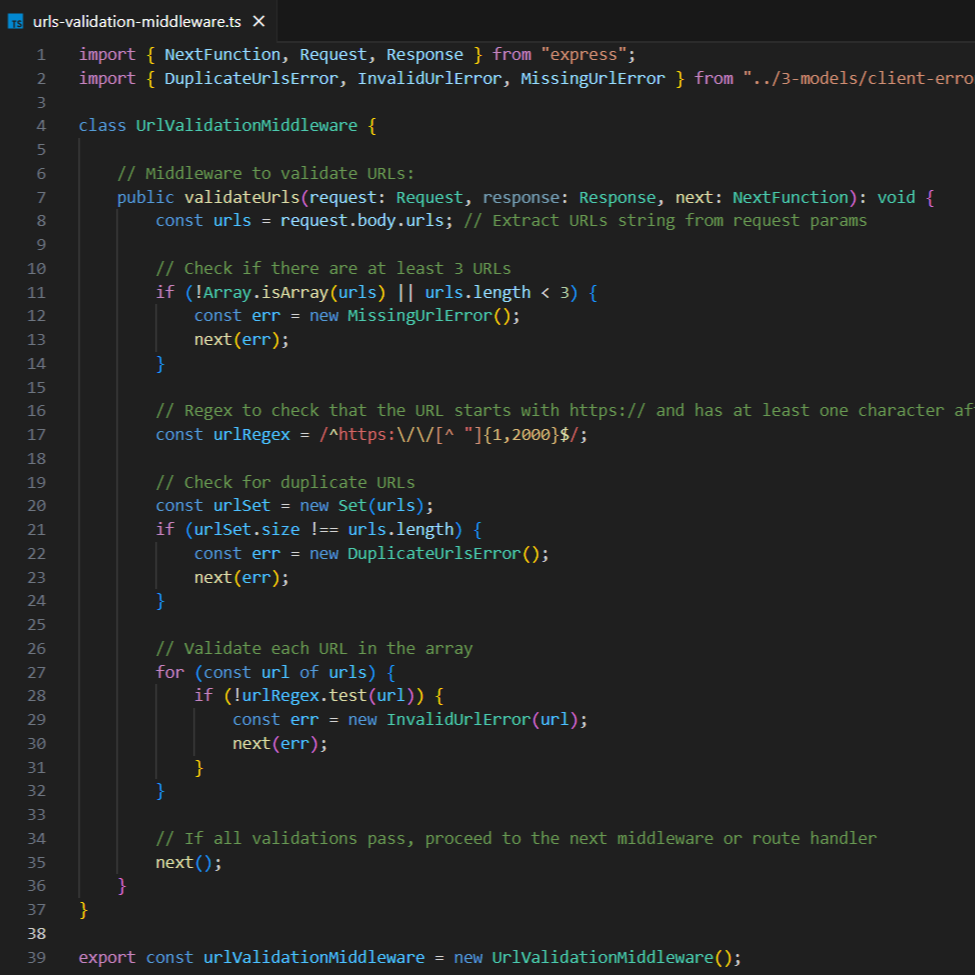 TS urls-validation-middleware.ts ✕
1 import { NextFunction, Request, Response } from "express";
2 import { DuplicateUrlsError, InvalidUrlError, MissingUrlError } from "../3-models/client-erro
3
4 class UrlValidationMiddleware {
5
6     // Middleware to validate URLs:
7     public validateUrls(request: Request, response: Response, next: NextFunction): void {
8         const urls = request.body.urls; // Extract URLs string from request params
9
10         // Check if there are at least 3 URLs
11         if (!Array.isArray(urls) || urls.length < 3) {
12             const err = new MissingUrlError();
13             next(err);
14         }
15
16         // Regex to check that the URL starts with https:// and has at least one character af
17         const urlRegex = /^https:\/\/[^ "]{1,2000}$/;
18
19         // Check for duplicate URLs
20         const urlSet = new Set(urls);
21         if (urlSet.size !== urls.length) {
22             const err = new DuplicateUrlsError();
23             next(err);
24         }
25
26         // Validate each URL in the array
27         for (const url of urls) {
28             if (!urlRegex.test(url)) {
29                 const err = new InvalidUrlError(url);
30                 next(err);
31             }
32         }
33
34         // If all validations pass, proceed to the next middleware or route handler
35         next();
36     }
37 }
38
39 export const urlValidationMiddleware = new UrlValidationMiddleware();